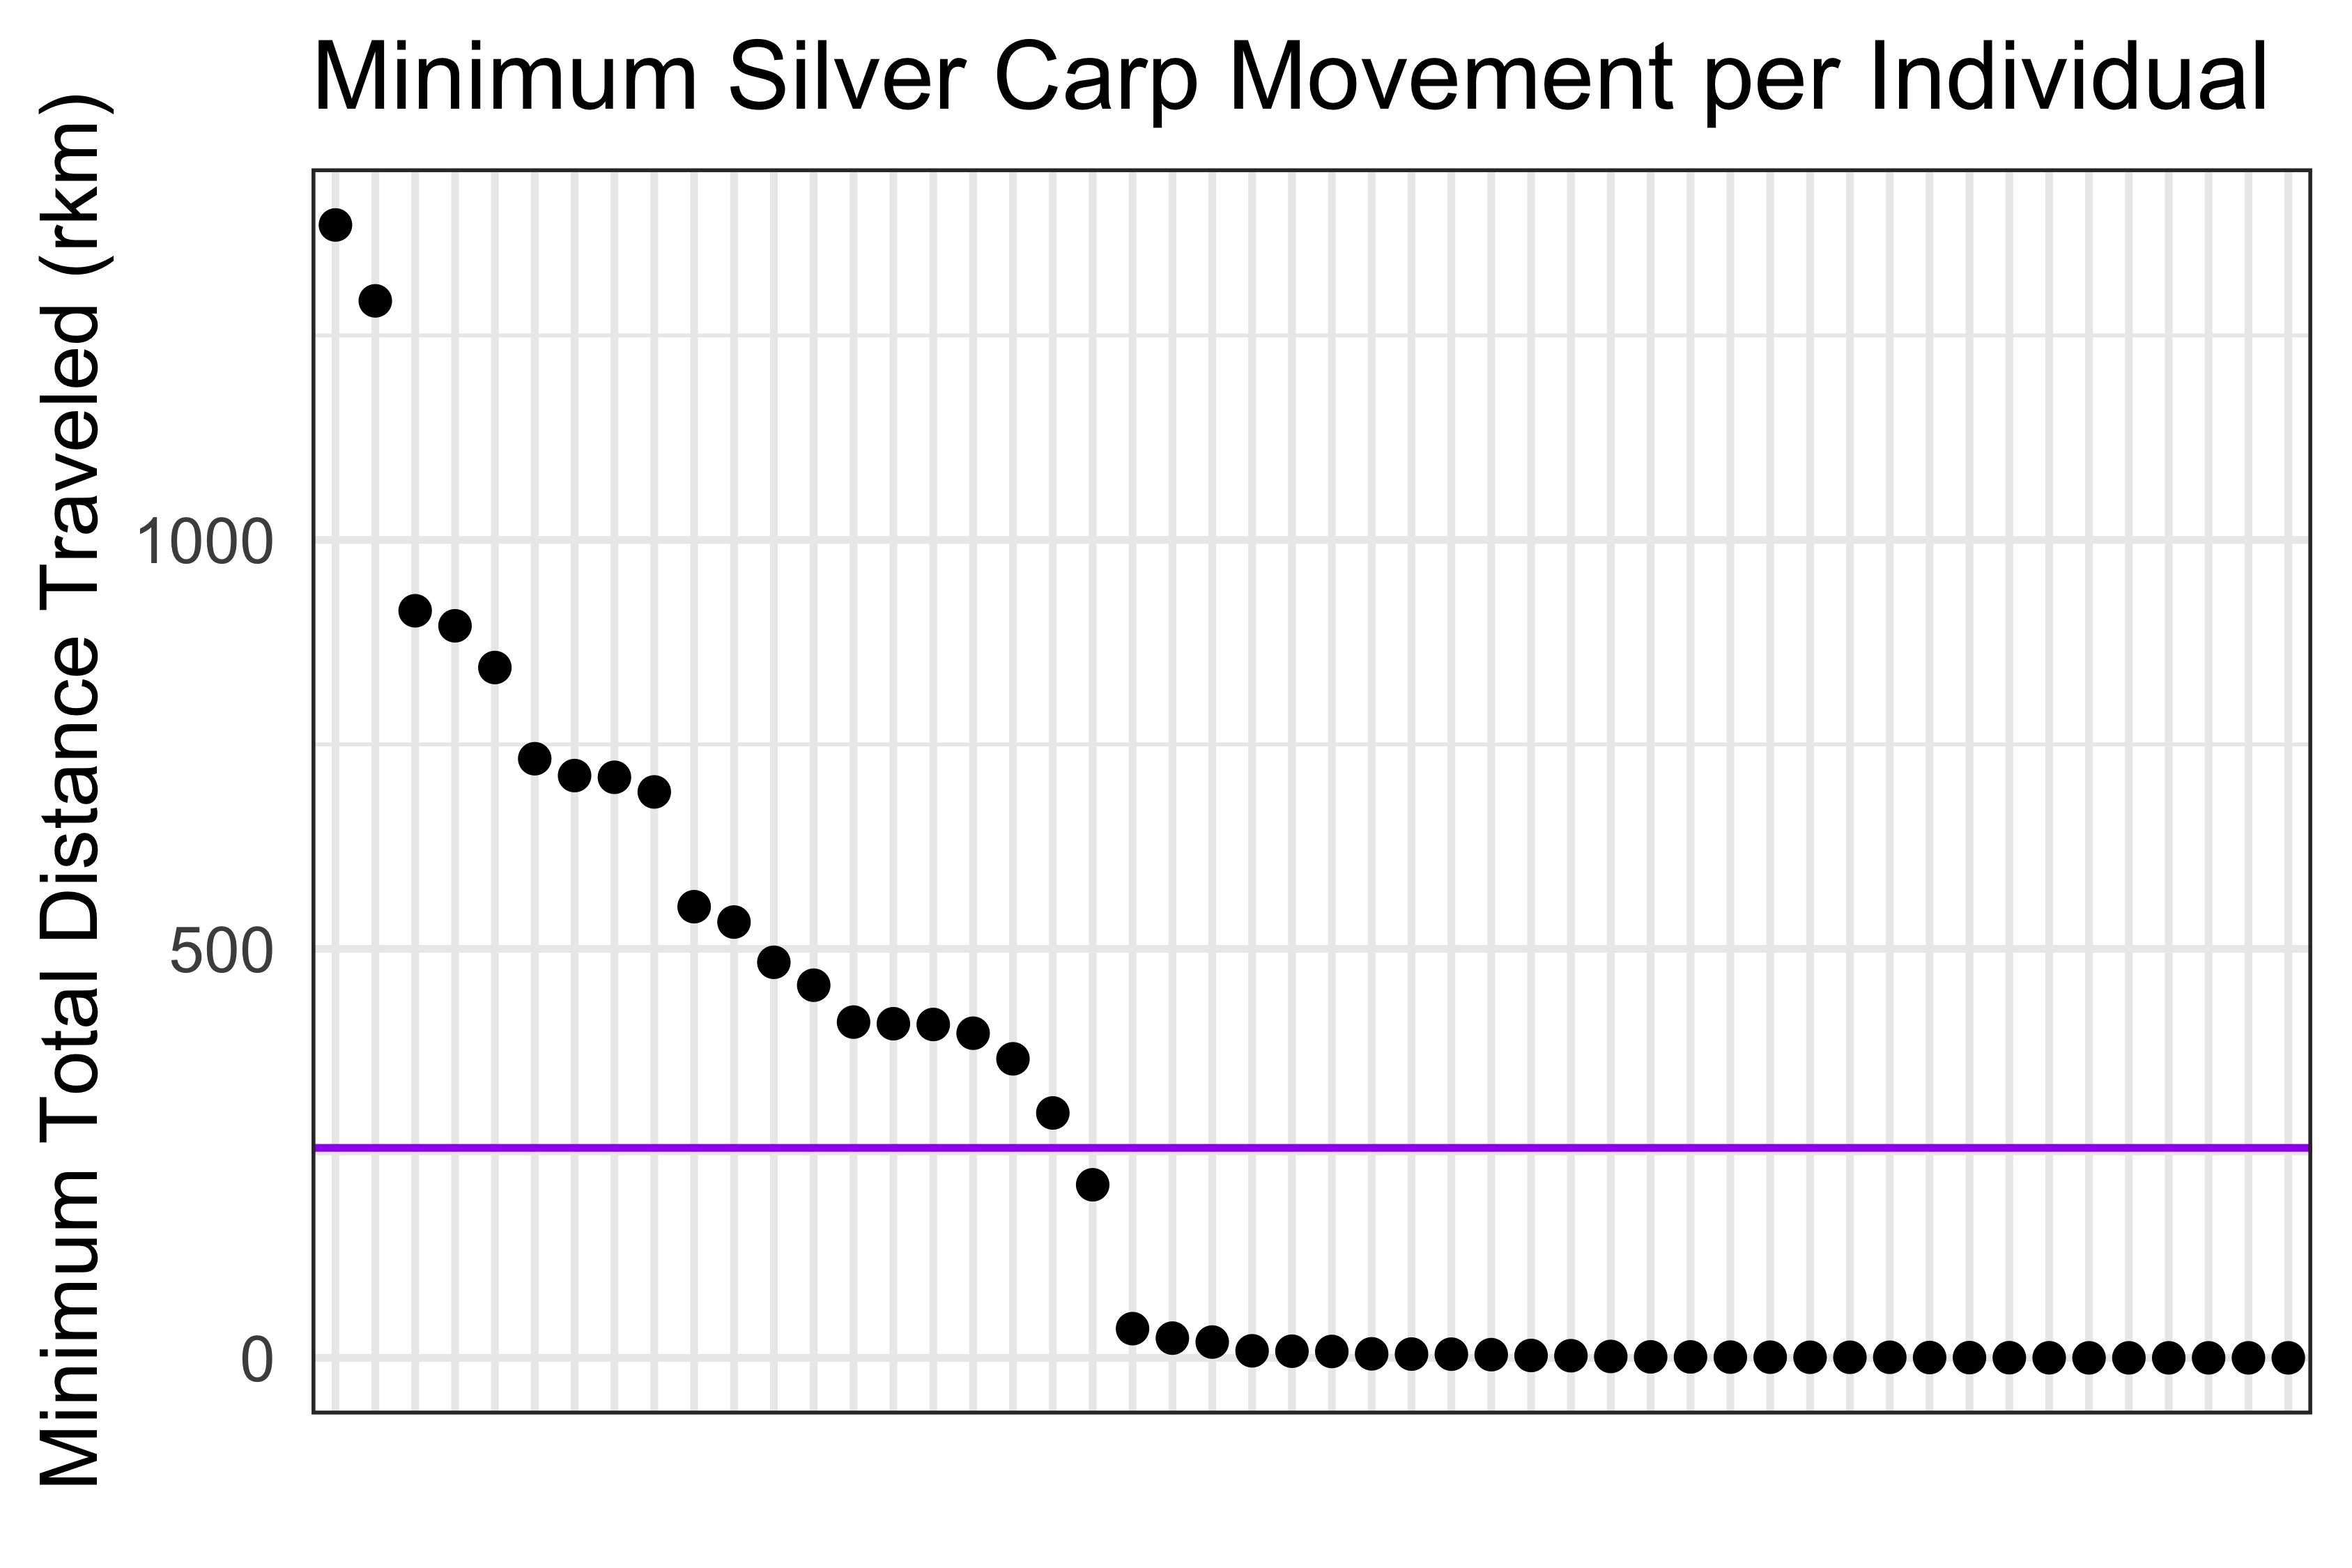 Minimum Silver Carp Movement per Individual
Minimum Total Distance Traveled (rkm)
1000
500
0